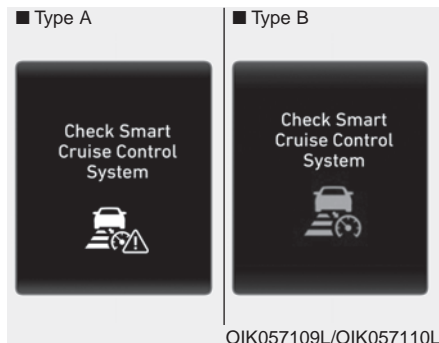 ■ Type A
■ Type B
Check Smart
Cruise Control
System
Check Smart
Cruise Control
System
OIK057109L/OIK057110L